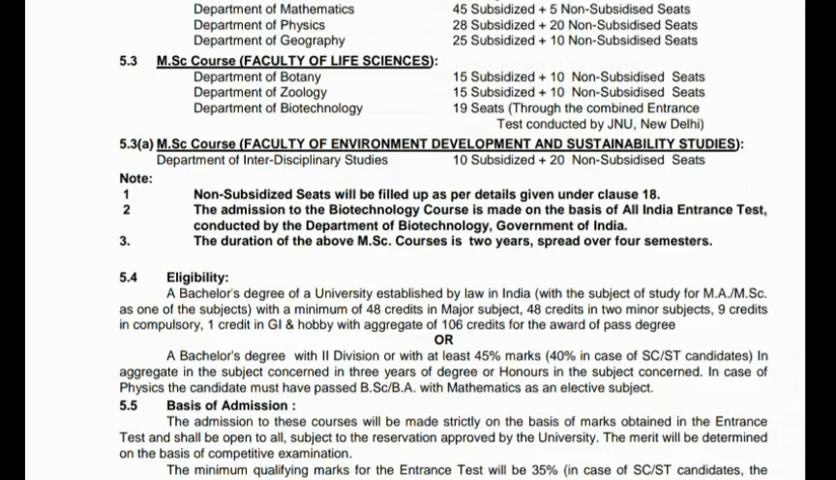 Department of Mathematics 45 Subsidized + 5 Non-Subsidized Seats
Department of Physics 28 Subsidized + 20 Non-Subsidised Seats
Department of Geography 25 Subsidized + 10 Non-Subsidised Seats
5.3 M.Sc Course (FACULTY OF LIFE SCIENCES):
Department of Botany 15 Subsidized + 10 Non-Subsidised Seats
Department of Zoology 15 Subsidized + 10 Non-Subsidised Seats
Department of Biotechnology 19 Seats (Through the combined Entrance
Test conducted by JNU, New Delhi)
5.3(a) M.Sc Course (FACULTY OF ENVIRONMENT DEVELOPMENT AND SUSTAINABILITY STUDIES):
Department of Inter-Disciplinary Studies 10 Subsidized + 20 Non-Subsidised Seats
Note:
1 Non-Subsidized Seats will be filled up as per details given under clause 18.
2 The admission to the Biotechnology Course is made on the basis of All India Entrance Test,
conducted by the Department of Biotechnology, Government of India.
3. The duration of the above M.Sc. Courses is two years, spread over four semesters.
5.4 Eligibility:
A Bachelor's degree of a University established by law in India (with the subject of study for M.A./M.Sc.
as one of the subjects) with a minimum of 48 credits in Major subject, 48 credits in two minor subjects, 9 credits
in compulsory, 1 credit in GI & hobby with aggregate of 106 credits for the award of pass degree
OR
A Bachelor's degree with II Division or with at least 45% marks (40% in case of SC/ST candidates) In
aggregate in the subject concerned in three years of degree or Honours in the subject concerned. In case of
Physics the candidate must have passed B.Sc/B.A. with Mathematics as an elective subject.
5.5 Basis of Admission :
The admission to these courses will be made strictly on the basis of marks obtained in the Entrance
Test and shall be open to all, subject to the reservation approved by the University. The merit will be determined
on the basis of competitive examination.
The minimum qualifying marks for the Entrance Test will be 35% (in case of SC/ST candidates, the